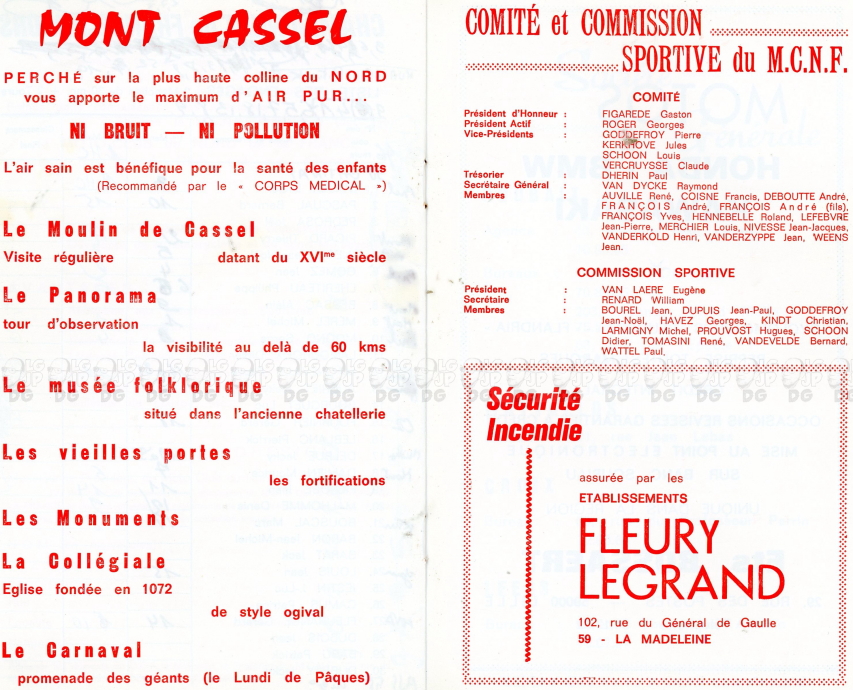 MONT CASSEL
PERCHÉ sur la plus haute colline du NORD
vous apporte le maximum d'AIR PUR...
NI BRUIT — NI POLLUTION
L'air sain est bénéfique pour la santé des enfants
(Recommandé par le « CORPS MEDICAL »)
Le Moulin de Cassel
Visite régulière datant du XVIme siècle
Le Panorama
tour d'observation
la visibilité au delà de 60 kms
Le musée folklorique
situé dans l'ancienne chatellerie
Les vieilles portes
les fortifications
Les Monuments
La Collégiale
Eglise fondée en 1072
de style ogival
Le Carnaval
promenade des géants (le Lundi de Pâques)
COMITÉ et COMMISSION
SPORTIVE du M.C.N.F.
COMITÉ
Président d'Honneur : FIGAREDE Gaston
Président Actif : ROGER Georges
Vice-Présidents : GODDEFROY Pierre
KERKHOVE Jules
SCHOON Louis
VERCRUYSSE Claude
Trésorier : DHERIN Paul
Secrétaire Général : VAN DYCKE Raymond
Membres : AUVILLE René, COISNE Francis, DEBOUTTE André,
FRANÇOIS André, FRANÇOIS André (fils),
FRANÇOIS Yves, HENNEBELLE Roland, LEFEBVRE
Jean-Pierre, MERCHIER Louis, NIVESSE Jean-Jacques,
VANDERKOLD Henri, VANDERZYPPE Jean, WEENS
Jean.
COMMISSION SPORTIVE
Président : VAN LAERE Eugène
Secrétaire : RENARD William
Membres : BOUREL Jean, DUPUIS Jean-Paul, GODDEFROY
Jean-Noël, HAVEZ Georges, KINDT Christian,
LARMIGNY Michel, PROUVOST Hugues, SCHOON
Didier, TOMASINI René, VANDEVELDE Bernard,
WATTEL Paul.
Sécurité
Incendie
assurée par les
ETABLISSEMENTS
FLEURY
LEGRAND
102, rue du Général de Gaulle
59 - LA MADELEINE